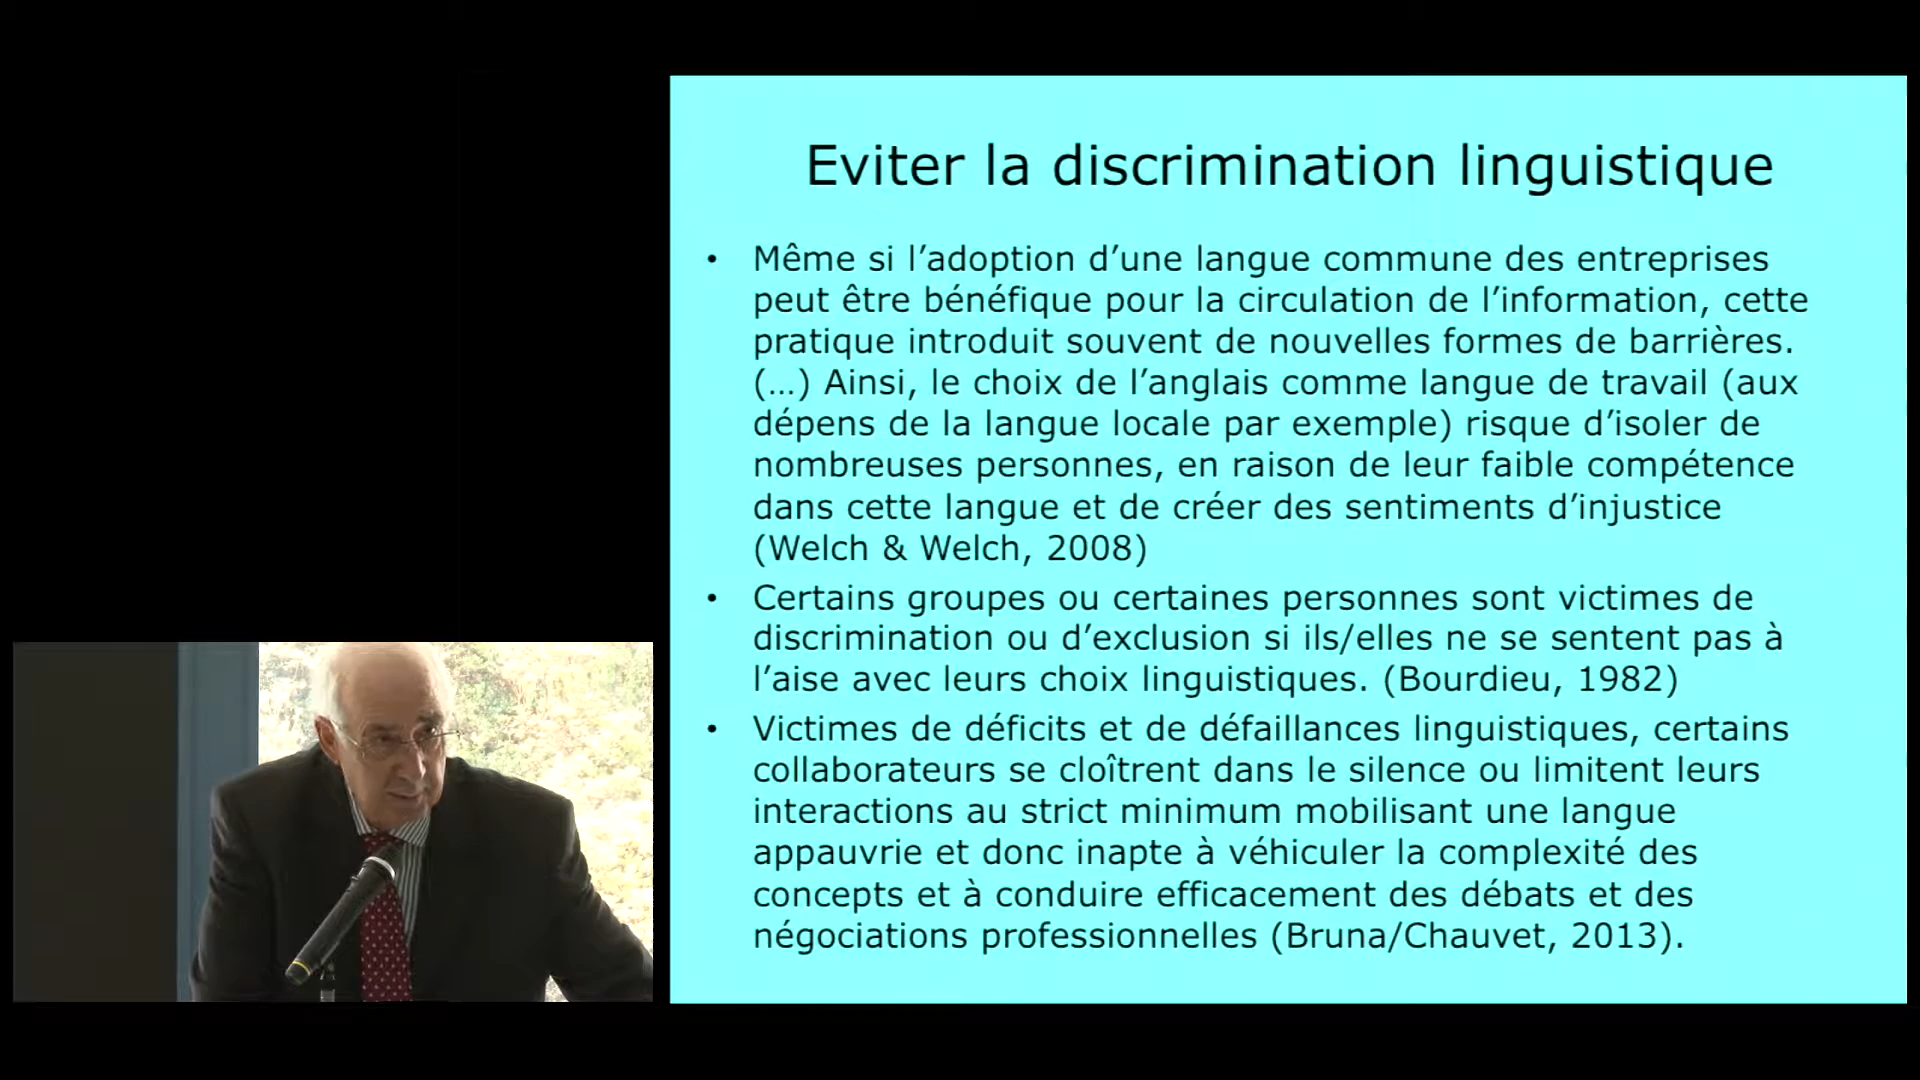 Eviter la discrimination linguistique
• Même si l’adoption d’une langue commune des entreprises
peut être bénéfique pour la circulation de l’information, cette
pratique introduit souvent de nouvelles formes de barrières.
(…) Ainsi, le choix de l’anglais comme langue de travail (aux
dépens de la langue locale par exemple) risque d’isoler de
nombreuses personnes, en raison de leur faible compétence
dans cette langue et de créer des sentiments d’injustice
(Welch & Welch, 2008)
• Certains groupes ou certaines personnes sont victimes de
discrimination ou d’exclusion si ils/elles ne se sentent pas à
l’aise avec leurs choix linguistiques. (Bourdieu, 1982)
• Victimes de déficits et de défaillances linguistiques, certains
collaborateurs se cloîtrent dans le silence ou limitent leurs
interactions au strict minimum mobilisant une langue
appauvrie et donc inapte à véhiculer la complexité des
concepts et à conduire efficacement des débats et des
négociations professionnelles (Bruna/Chauvet, 2013).